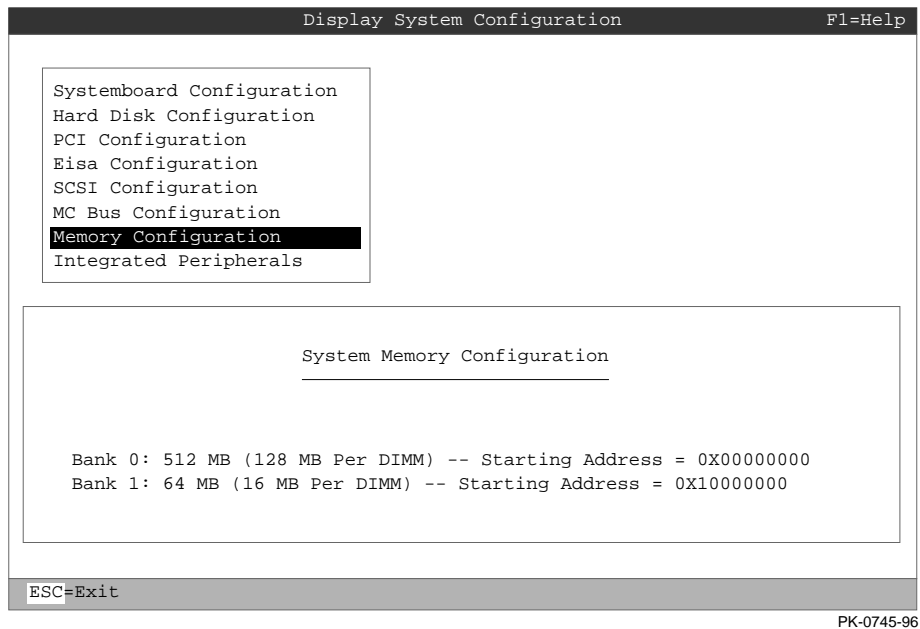 Display System Configuration F1=Help
Systemboard Configuration
Hard Disk Configuration
PCI Configuration
Eisa Configuration
SCSI Configuration
MC Bus Configuration
Memory Configuration
Integrated Peripherals
System Memory Configuration
Bank 0: 512 MB (128 MB Per DIMM) -- Starting Address = 0X00000000
Bank 1: 64 MB (16 MB Per DIMM) -- Starting Address = 0X10000000
ESC=Exit
PK-0745-96